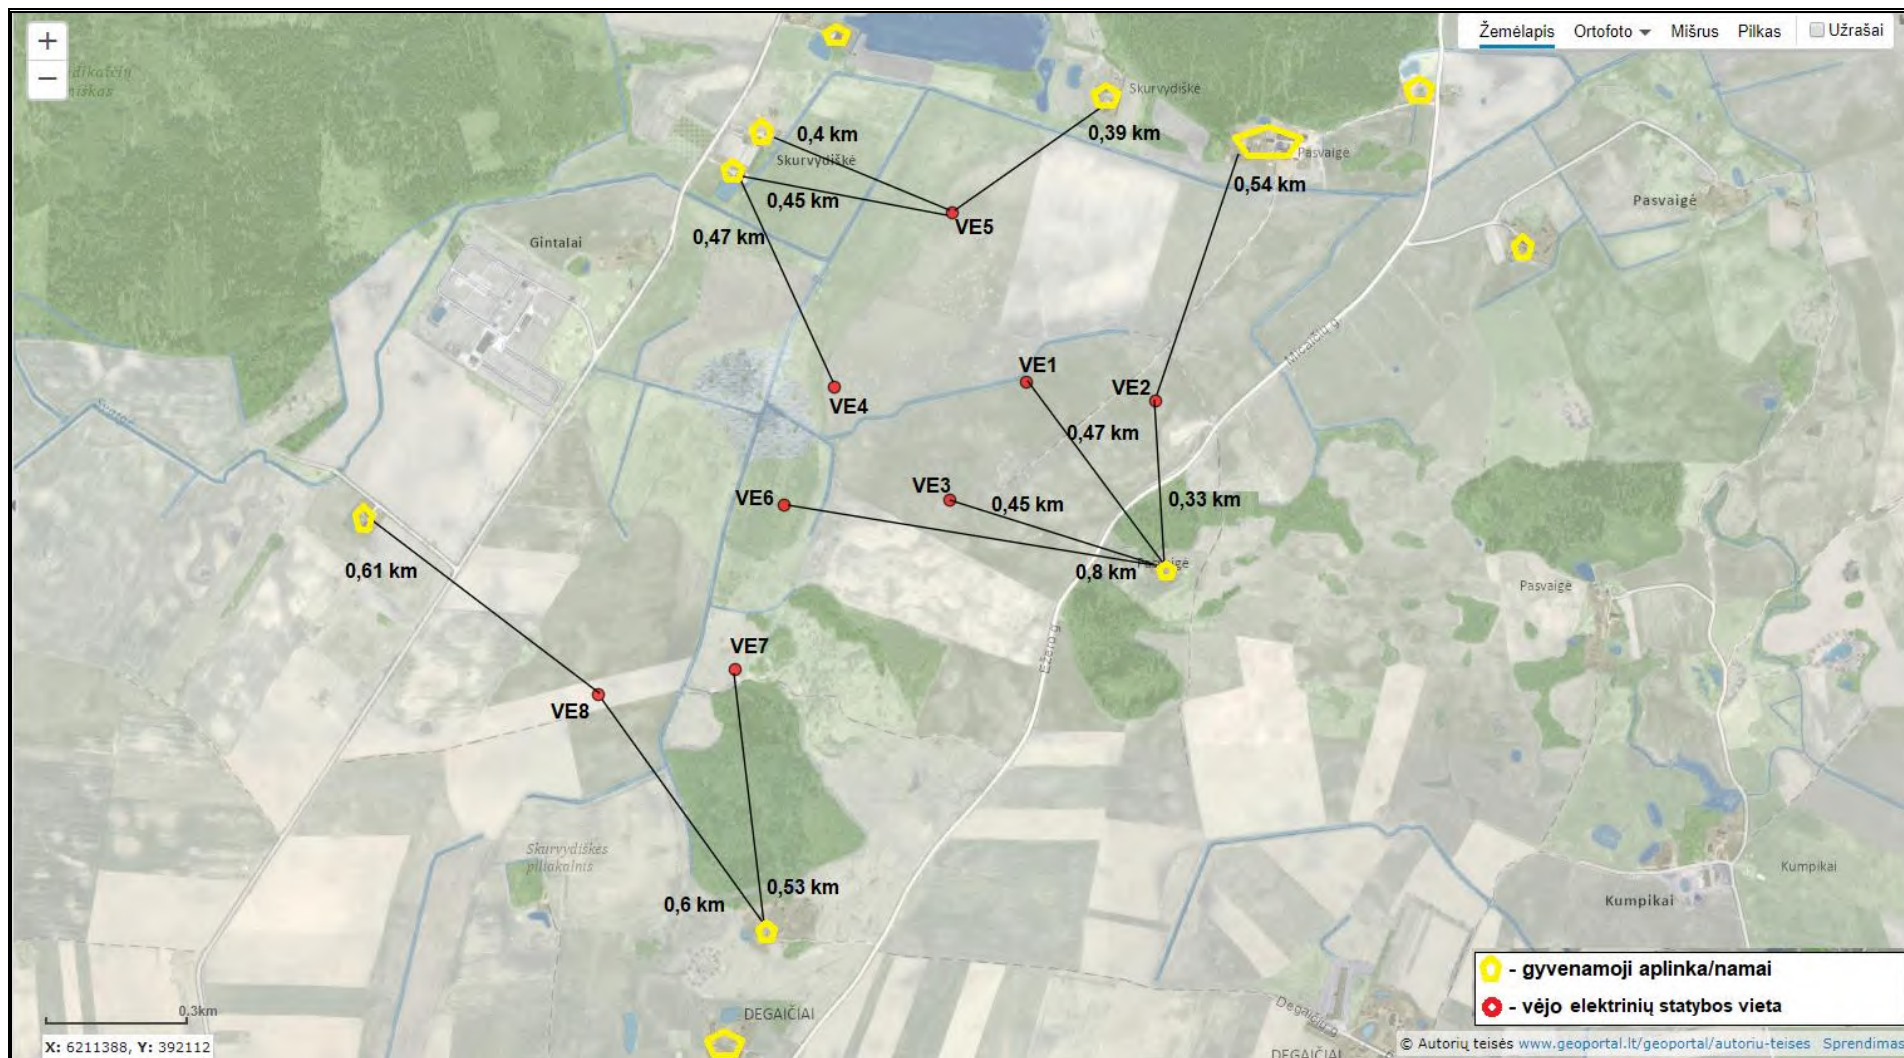 +
−
Žemėlapis Ortofoto Mišrus Pilkas Užrašai
Skurvydiškė
0,4 km
0,39 km
Skurvydiškė
Pasvaigė
0,54 km
0,45 km
Pasvaigė
VE5
0,47 km
Gintalai
VE1
VE2
VE4
0,47 km
VE3
VE6
0,45 km
0,33 km
0,8 km
0,61 km
Pasvaigė
Ežero g.
VE7
VE8
Skurvydiškės
piliakalnis
0,53 km
0,6 km
Kumpikai
Kumpikai
- gyvenamoji aplinka/namai
- vėjo elektrinių statybos vieta
0.3km
DEGAIČIAI
Degaičių g.
DEGAIČIAI
X: 6211388, Y: 392112
© Autorių teisės www.geoportal.lt/geoportal/autoriu-teises Sprendimas